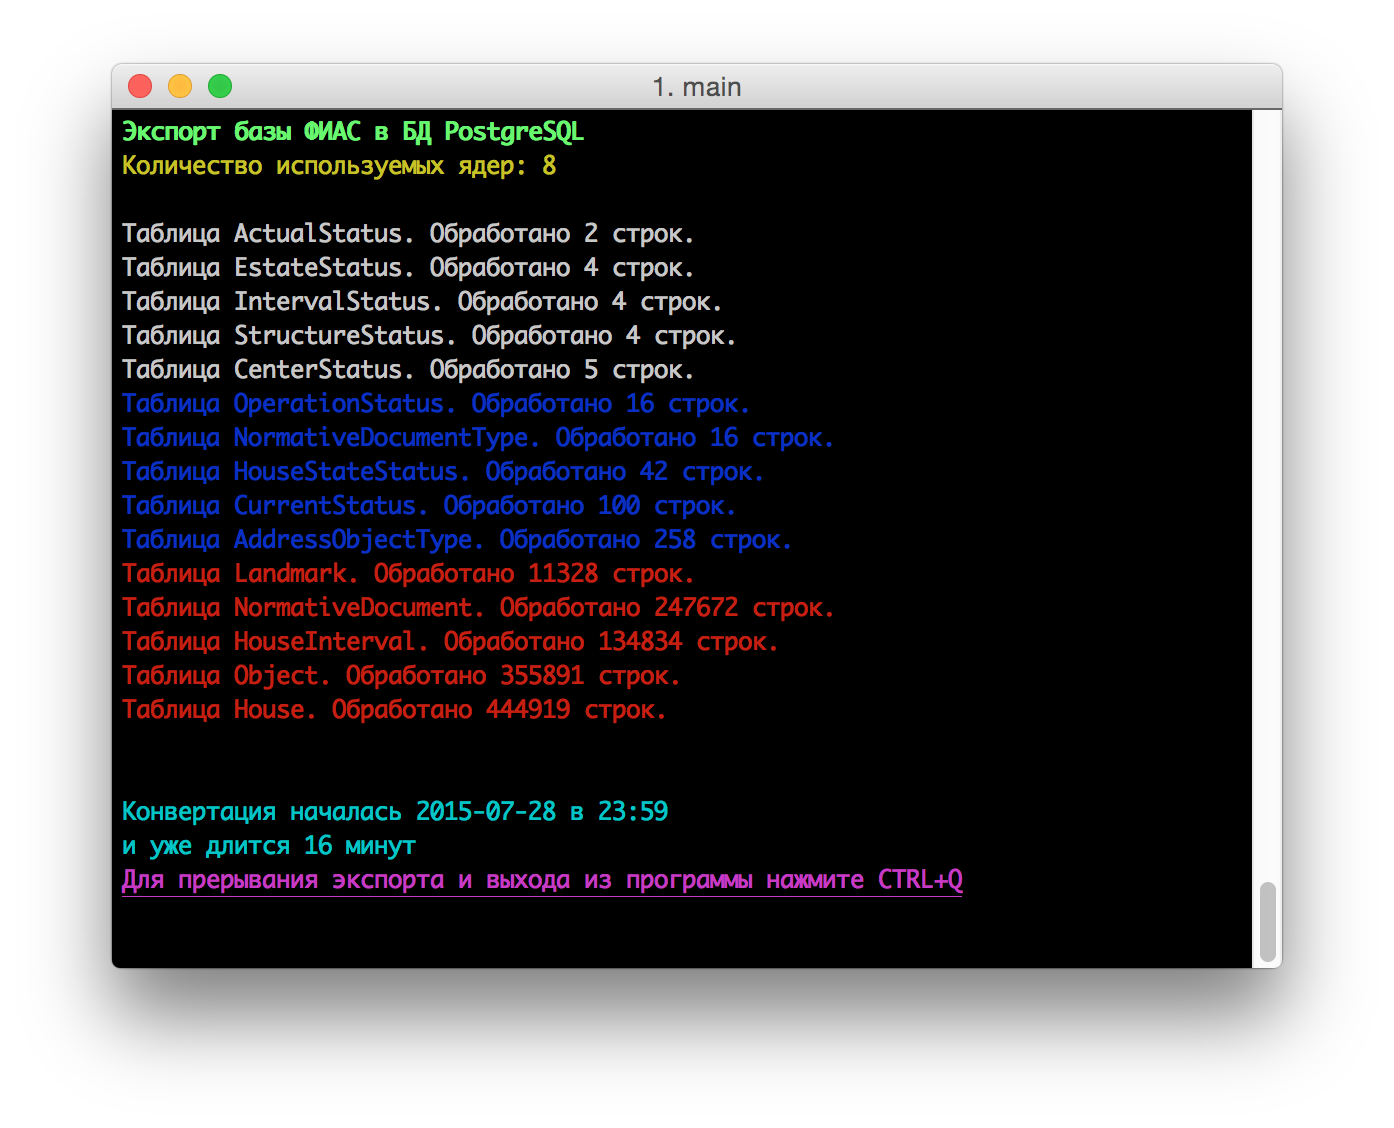 1. main
Экспорт базы ФИАС в БД PostgreSQL
Количество используемых ядер: 8
Таблица ActualStatus. Обработано 2 строк.
Таблица EstateStatus. Обработано 4 строк.
Таблица IntervalStatus. Обработано 4 строк.
Таблица StructureStatus. Обработано 4 строк.
Таблица CenterStatus. Обработано 5 строк.
Таблица OperationStatus. Обработано 16 строк.
Таблица NormativeDocumentType. Обработано 16 строк.
Таблица HouseStateStatus. Обработано 42 строк.
Таблица CurrentStatus. Обработано 100 строк.
Таблица AddressObjectType. Обработано 258 строк.
Таблица Landmark. Обработано 11328 строк.
Таблица NormativeDocument. Обработано 247672 строк.
Таблица HouseInterval. Обработано 134834 строк.
Таблица Object. Обработано 355891 строк.
Таблица House. Обработано 444919 строк.
Конвертация началась 2015-07-28 в 23:59
и уже длится 16 минут
Для прерывания экспорта и выхода из программы нажмите CTRL+Q